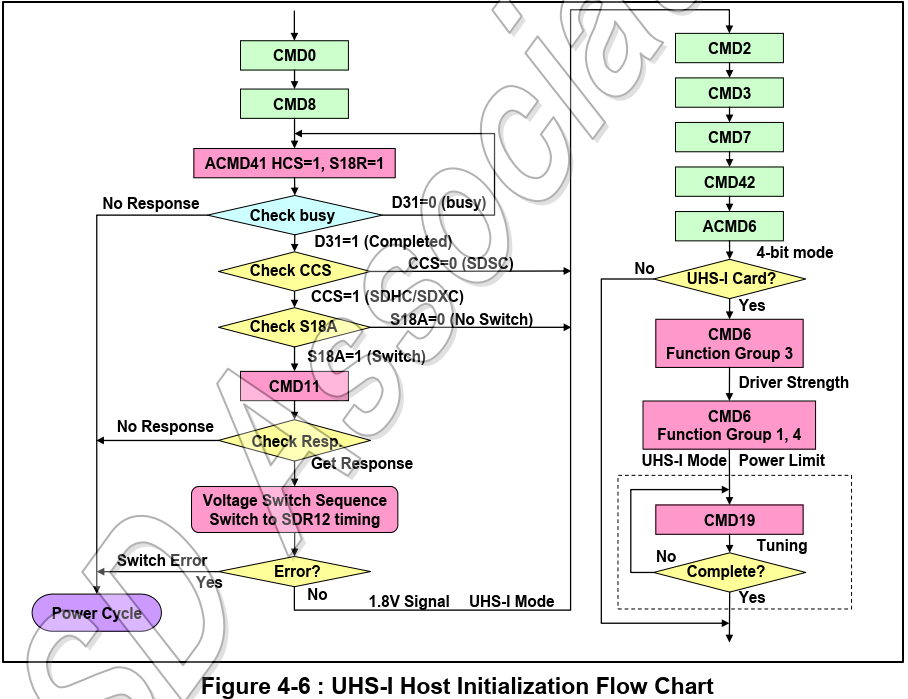 CMD0
CMD8
ACMD41 HCS=1, S18R=1
No Response
Check busy
D31=0 (busy)
D31=1 (Completed)
Check CCS
CCS=0 (SDSC)
CCS=1 (SDHC/SDXC)
Check S18A
S18A=0 (No Switch)
S18A=1 (Switch)
CMD11
No Response
Check Resp.
Get Response
Voltage Switch Sequence
Switch to SDR12 timing
Switch Error
Error?
Yes
No
Power Cycle
1.8V Signal
UHS-I Mode
CMD2
CMD3
CMD7
CMD42
ACMD6
4-bit mode
No
UHS-I Card?
Yes
CMD6
Function Group 3
Driver Strength
CMD6
Function Group 1, 4
UHS-I Mode
Power Limit
CMD19
Tuning
No
Complete?
Yes
SD Associa
Figure 4-6 : UHS-I Host Initialization Flow Chart